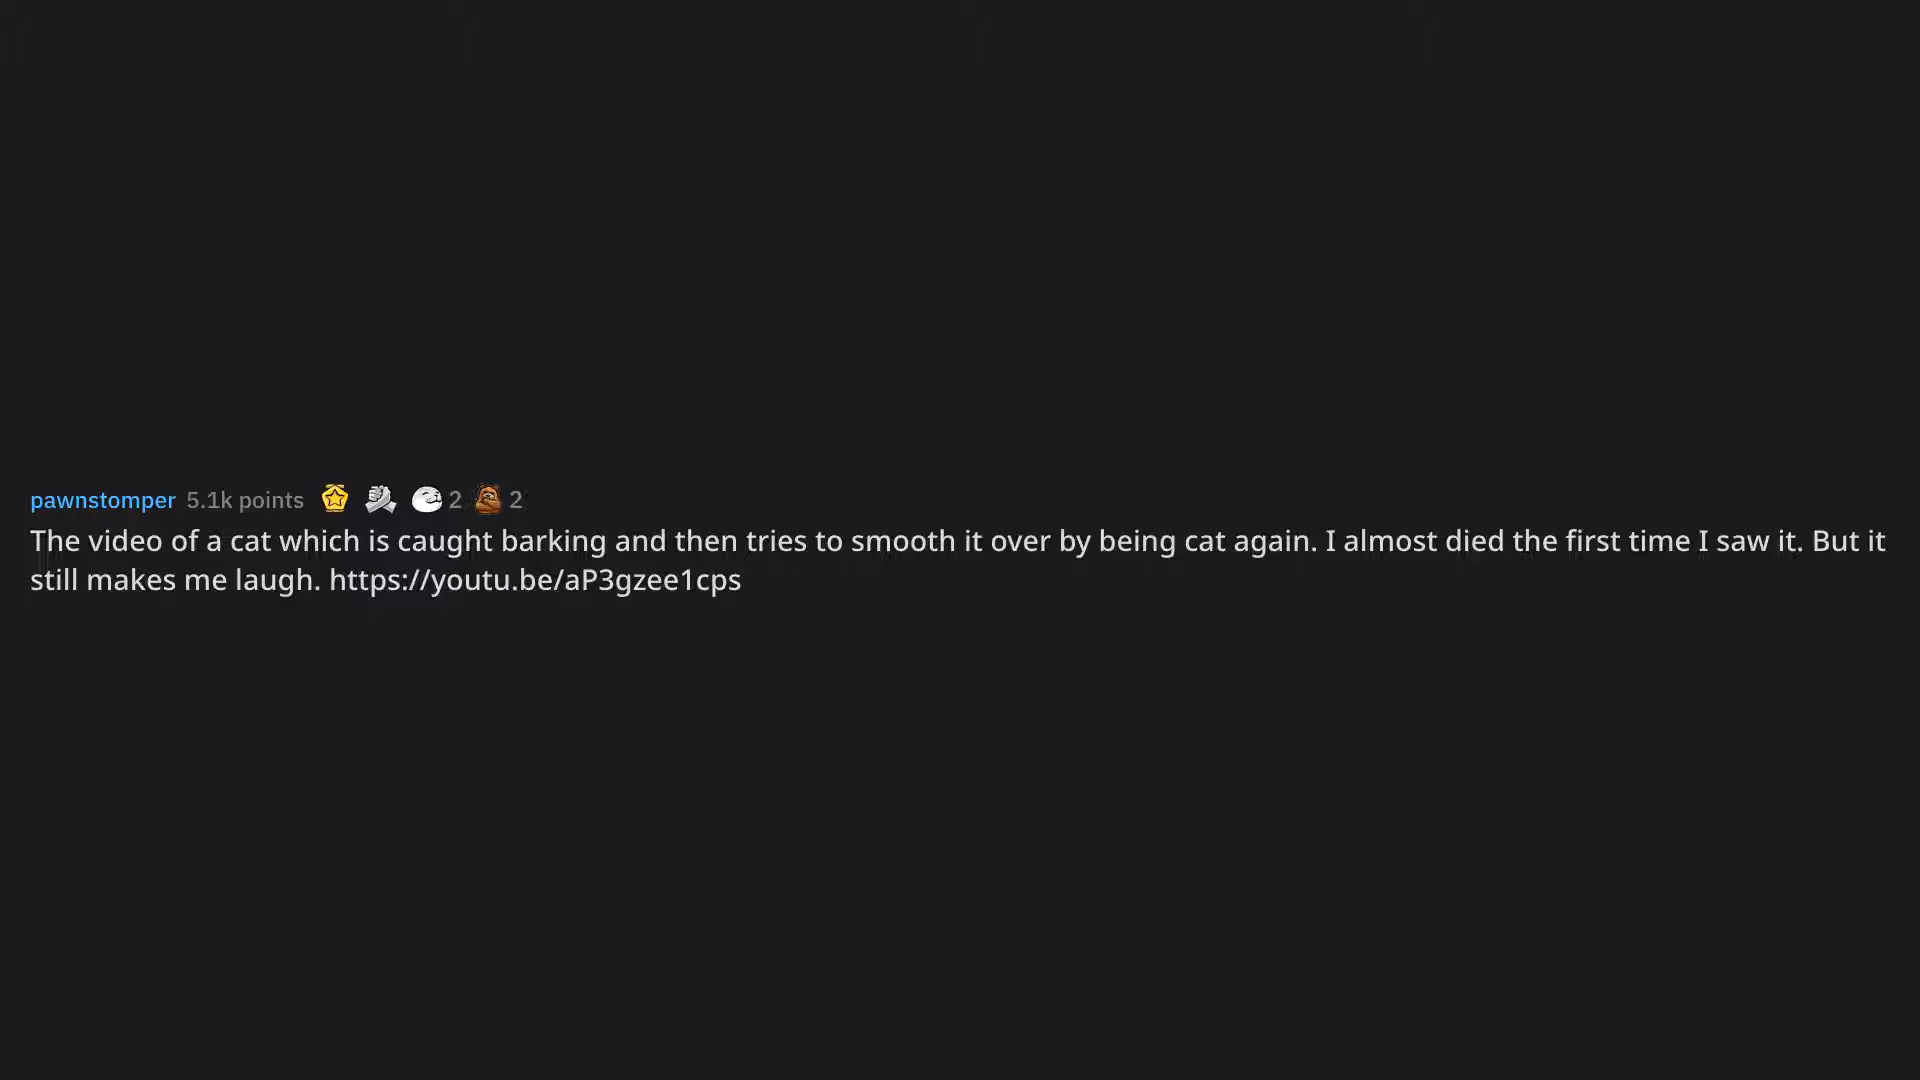 pawnstomper 5.1k points 2 2
The video of a cat which is caught barking and then tries to smooth it over by being cat again. I almost died the first time I saw it. But it
still makes me laugh. https://youtu.be/aP3gzee1cps